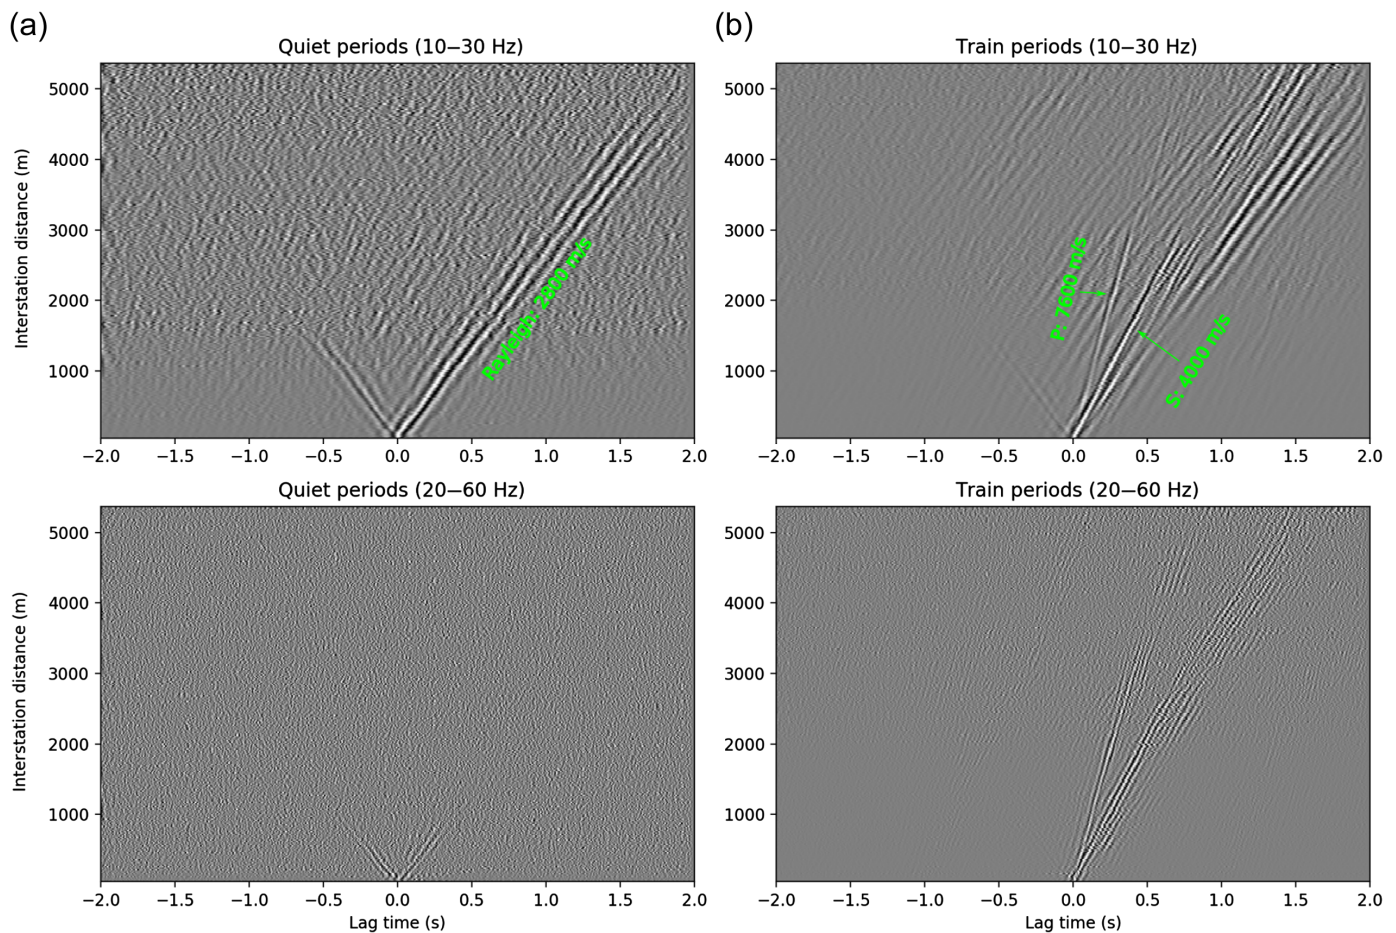 (a)
(b)
Quiet periods (10−30 Hz)
Train periods (10−30 Hz)
5000
4000
3000
2000
1000
Interstation distance (m)
Rayleigh: 2800 m/s
−2.0 −1.5 −1.0 −0.5 0.0 0.5 1.0 1.5 2.0
5000
4000
3000
2000
1000
P: 7600 m/s
S: 4000 m/s
−2.0 −1.5 −1.0 −0.5 0.0 0.5 1.0 1.5 2.0
Quiet periods (20−60 Hz)
Train periods (20−60 Hz)
5000
4000
3000
2000
1000
Interstation distance (m)
−2.0 −1.5 −1.0 −0.5 0.0 0.5 1.0 1.5 2.0
Lag time (s)
5000
4000
3000
2000
1000
−2.0 −1.5 −1.0 −0.5 0.0 0.5 1.0 1.5 2.0
Lag time (s)